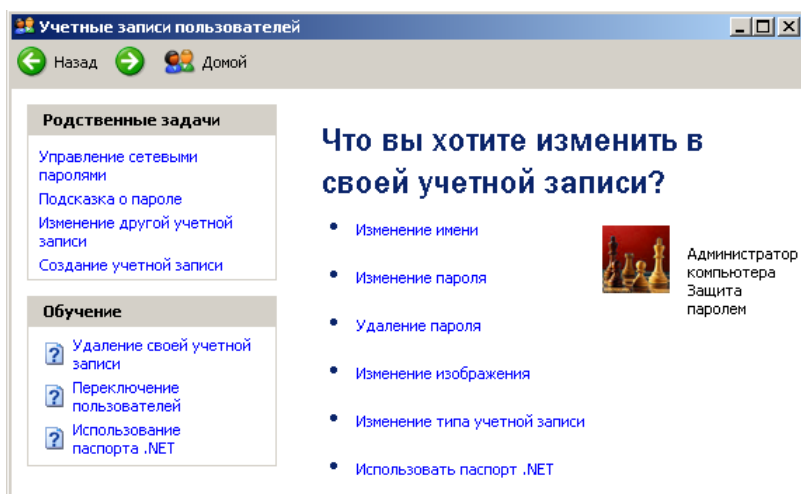 Учетные записи пользователей
Назад
Домой
Родственные задачи
Управление сетевыми
паролями
Подсказка о пароле
Изменение другой учетной
записи
Создание учетной записи
Обучение
Удаление своей учетной
записи
Переключение
пользователей
Использование
паспорта .NET
Что вы хотите изменить в
своей учетной записи?
Изменение имени
Изменение пароля
Удаление пароля
Изменение изображения
Изменение типа учетной записи
Использовать паспорт .NET
Администратор
компьютера
Защита
паролем